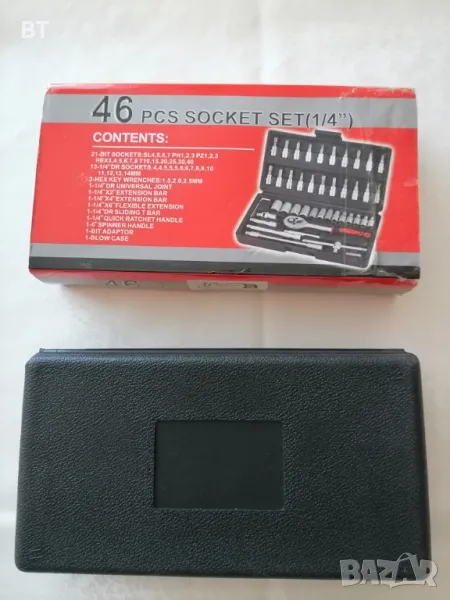 BT
46 PCS SOCKET SET(1/4")
CONTENTS:
21-BIT SOCKETS:SL4,5.5,7 PH1,2,3 PZ1,2,3
HEX3,4,5,6,7,8 T10,15,20,25,30,40
13-1/4"DR SOCKETS:4,4.5,5,5.5,6,7,8,9,10
11,12,13,14MM
3-HEX KEY WRENCHES:1.5,2.0,2.5MM
1-1/4"DR UNIVERSAL JOINT
1-1/4"X2"EXTENTION BAR
1-1/4"X4"EXTENTION BAR
1-1/4"X6"FLEXIBLE EXTENSION
1-1/4"DR SLIDING T BAR
1-1/4"QUICK RATCHET HANDLE
1-6"SPINNER HANDLE
1-BIT ADAPTOR
1-BLOW CASE
BAZAR